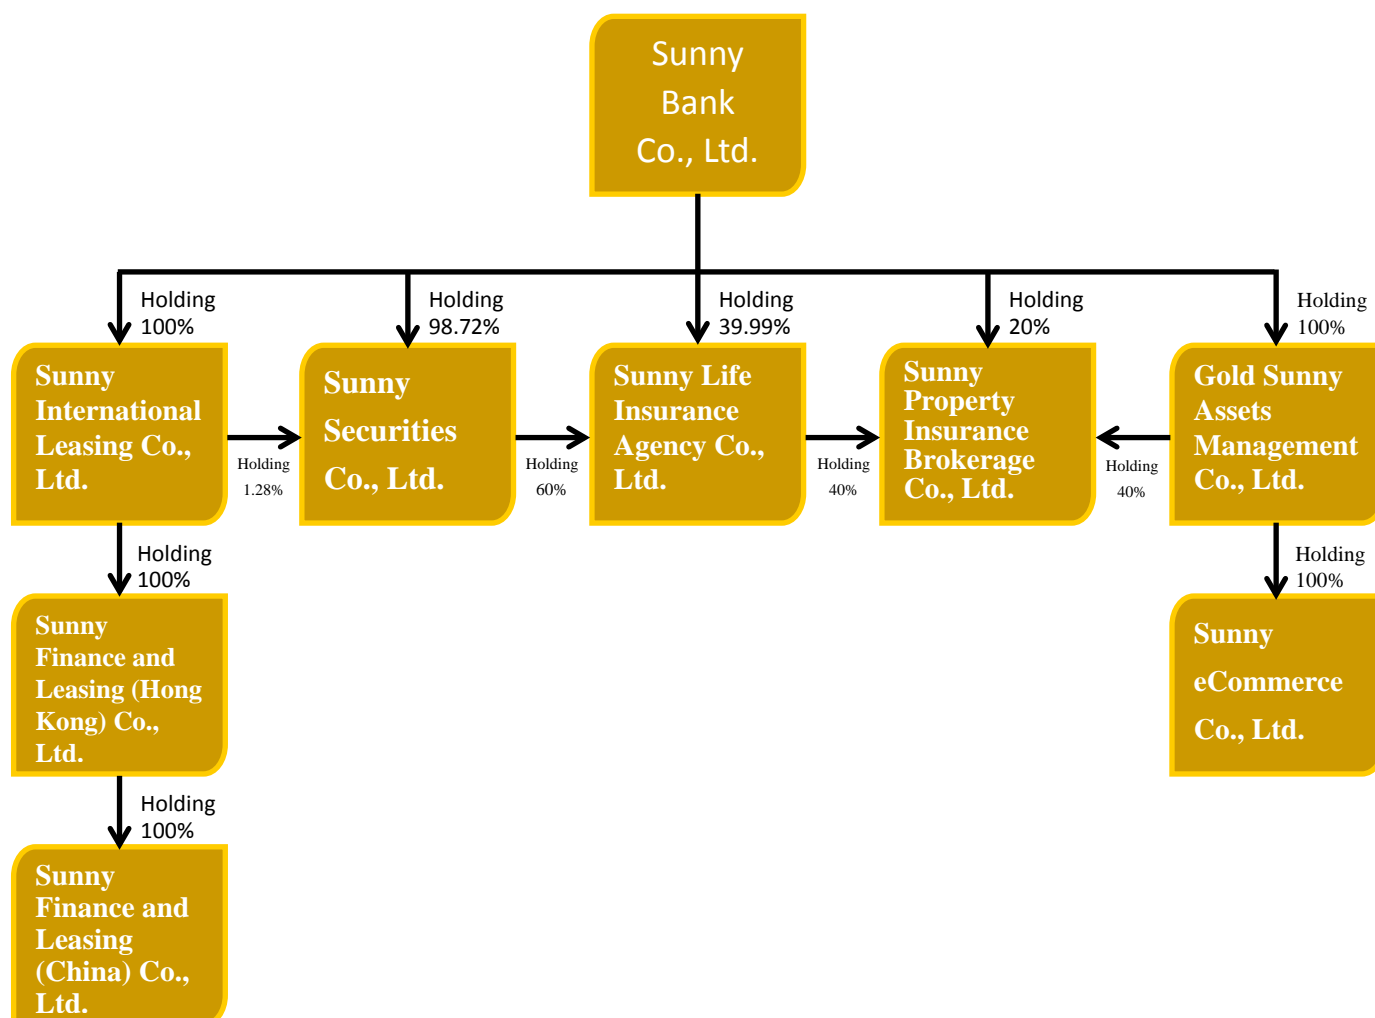 Sunny
Bank
Co., Ltd.
Holding
100%
Holding
98.72%
Holding
39.99%
Holding
20%
Holding
100%
Sunny
International
Leasing Co.,
Ltd.
Holding
1.28%
Sunny
Securities
Co., Ltd.
Holding
60%
Sunny Life
Insurance
Agency Co.,
Ltd.
Holding
40%
Sunny
Property
Insurance
Brokerage
Co., Ltd.
Holding
40%
Gold Sunny
Assets
Management
Co., Ltd.
Holding
100%
Holding
100%
Sunny
Finance and
Leasing (Hong
Kong) Co.,
Ltd.
Sunny
eCommerce
Co., Ltd.
Holding
100%
Sunny
Finance and
Leasing
(China) Co.,
Ltd.